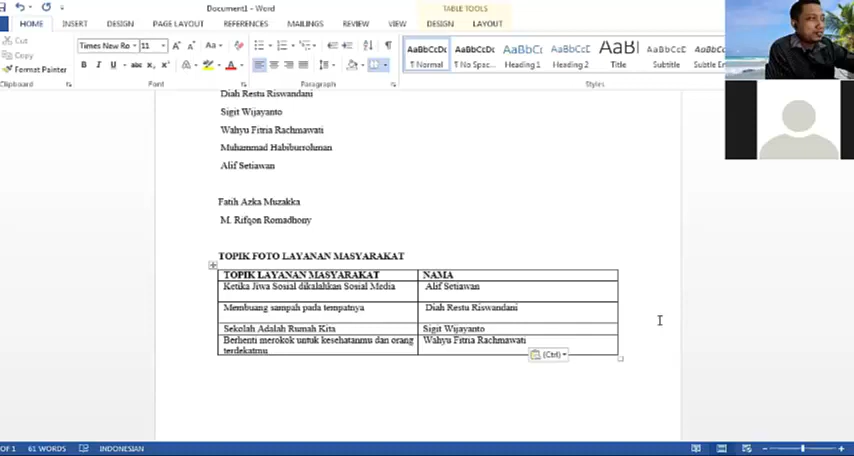 Document1 - Word
TABLE TOOLS
HOME INSERT DESIGN PAGE LAYOUT REFERENCES MAILINGS REVIEW VIEW DESIGN LAYOUT
Cut
Copy
Format Painter
Times New Ro 11
Clipboard Font Paragraph Styles
AaBbCcDc AaBbCcDc AaBbCc AaBbCc AaBl AaBbCcD AaBbCcD
¶ Normal ¶ No Spac... Heading 1 Heading 2 Title Subtitle Subtle Em
Diah Restu Riswandani
Sigit Wijayanto
Wahyu Fitria Rachmawati
Muhammad Habiburrohman
Alif Setiawan
Fatih Azka Muzakka
M. Rifqon Romadhony
TOPIK FOTO LAYANAN MASYARAKAT
TOPIK LAYANAN MASYARAKAT NAMA
Ketika Jiwa Sosial dikalahkan Sosial Media Alif Setiawan
Membuang sampah pada tempatnya Diah Restu Riswandani
Sekolah Adalah Rumah Kita Sigit Wijayanto
Berhenti merokok untuk kesehatanmu dan orang Wahyu Fitria Rachmawati
terdekatmu
(Ctrl)
OF 1 61 WORDS INDONESIAN